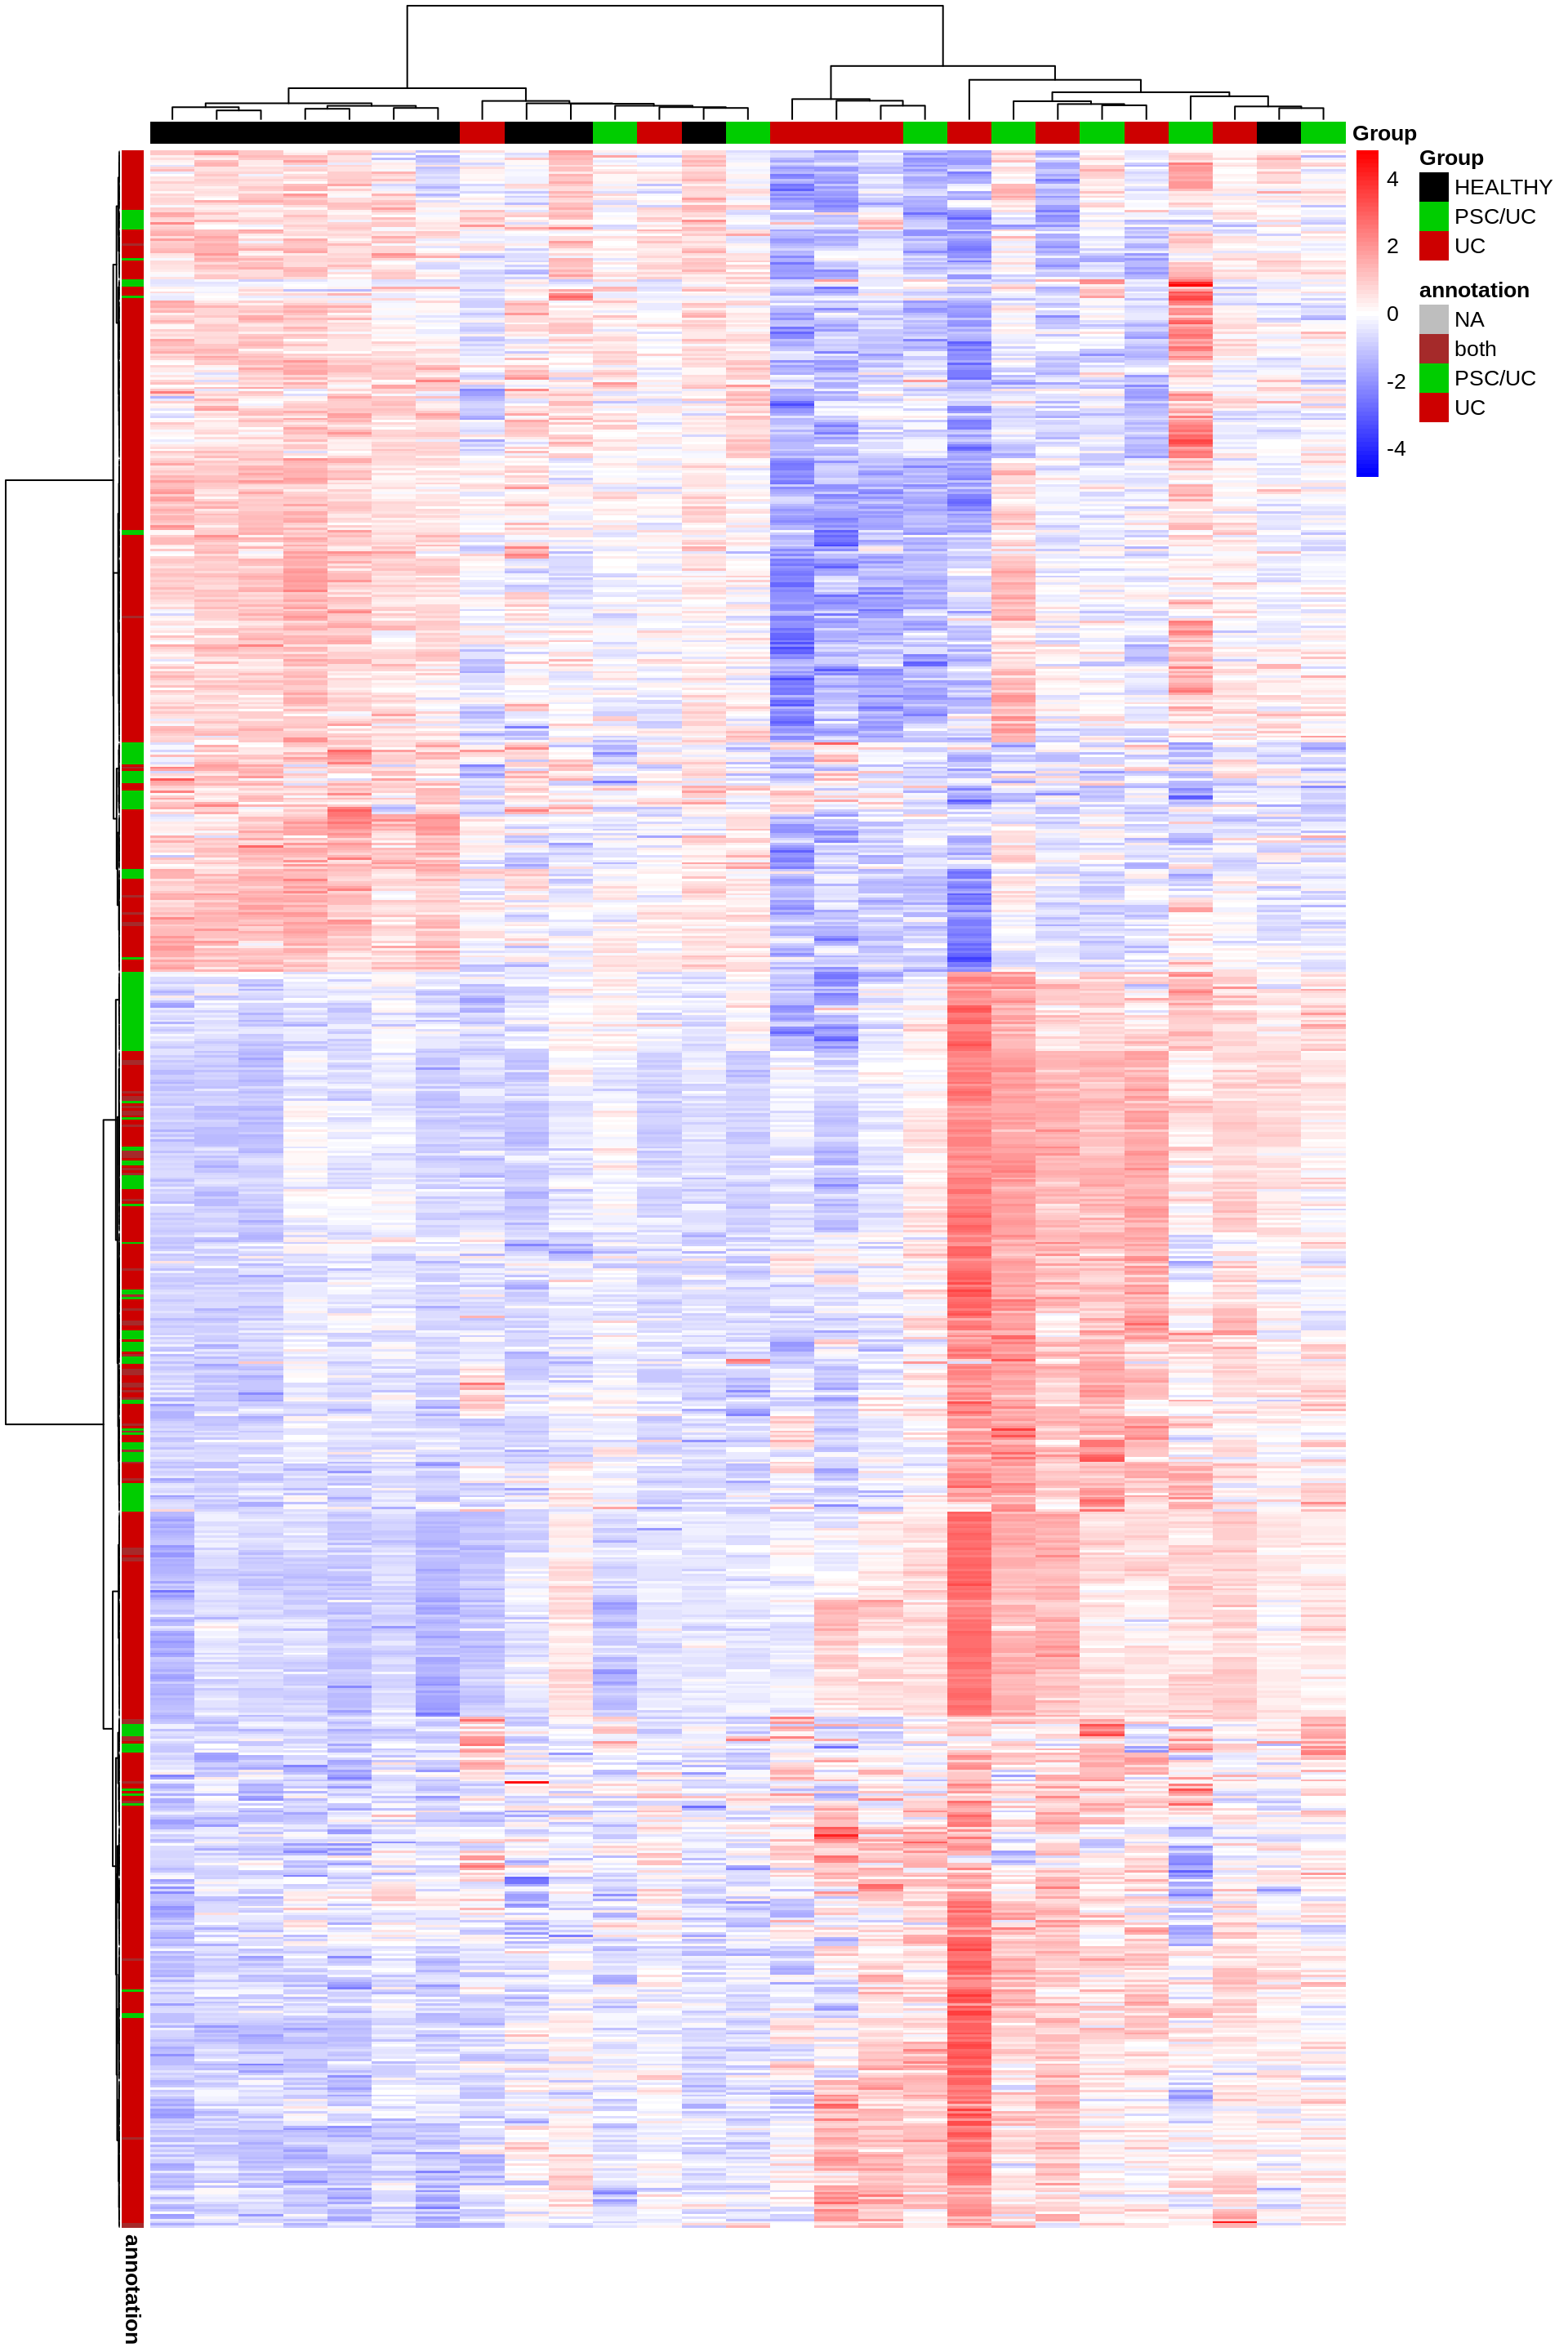 Group
4
2
0
-2
-4
Group
HEALTHY
PSC/UC
UC
annotation
NA
both
PSC/UC
UC
annotation